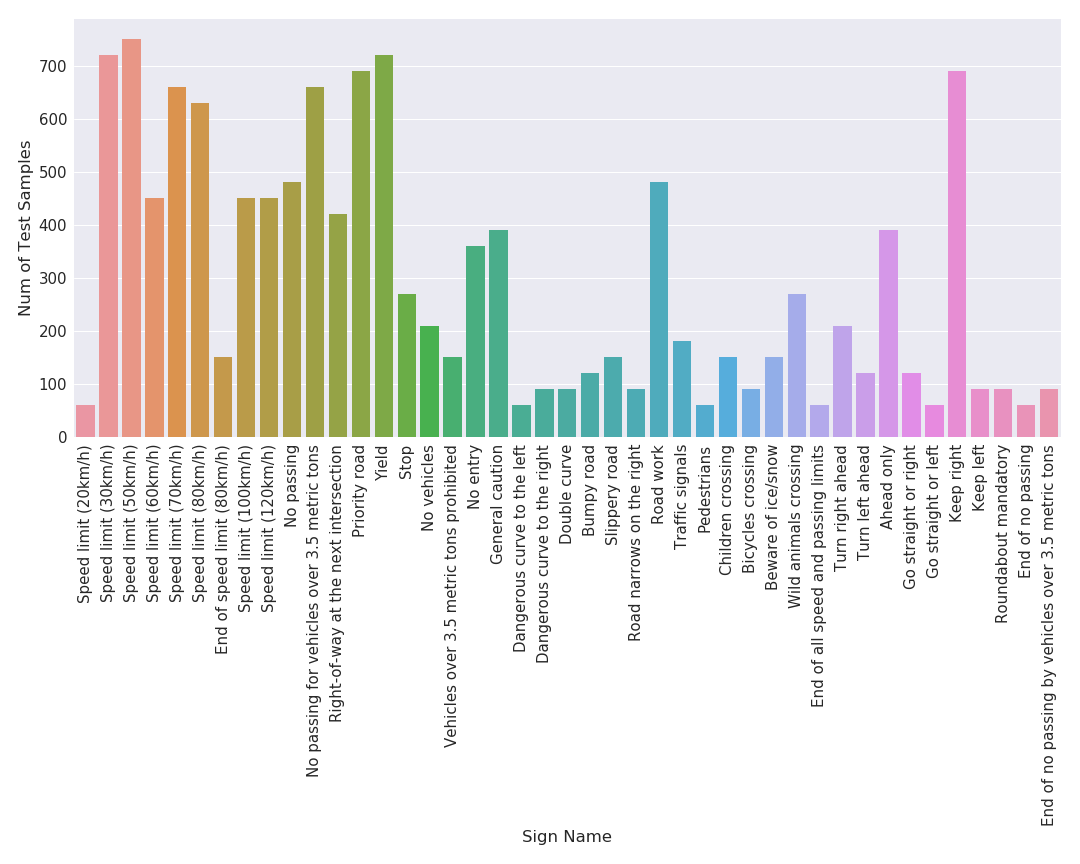 Num of Test Samples
700
600
500
400
300
200
100
0
Speed limit (20km/h)
Speed limit (30km/h)
Speed limit (50km/h)
Speed limit (60km/h)
Speed limit (70km/h)
Speed limit (80km/h)
End of speed limit (80km/h)
Speed limit (100km/h)
Speed limit (120km/h)
No passing
No passing for vehicles over 3.5 metric tons
Right-of-way at the next intersection
Priority road
Yield
Stop
No vehicles
Vehicles over 3.5 metric tons prohibited
No entry
General caution
Dangerous curve to the left
Dangerous curve to the right
Double curve
Bumpy road
Slippery road
Road narrows on the right
Road work
Traffic signals
Pedestrians
Children crossing
Bicycles crossing
Beware of ice/snow
Wild animals crossing
End of all speed and passing limits
Turn right ahead
Turn left ahead
Ahead only
Go straight or right
Go straight or left
Keep right
Keep left
Roundabout mandatory
End of no passing
End of no passing by vehicles over 3.5 metric tons
Sign Name